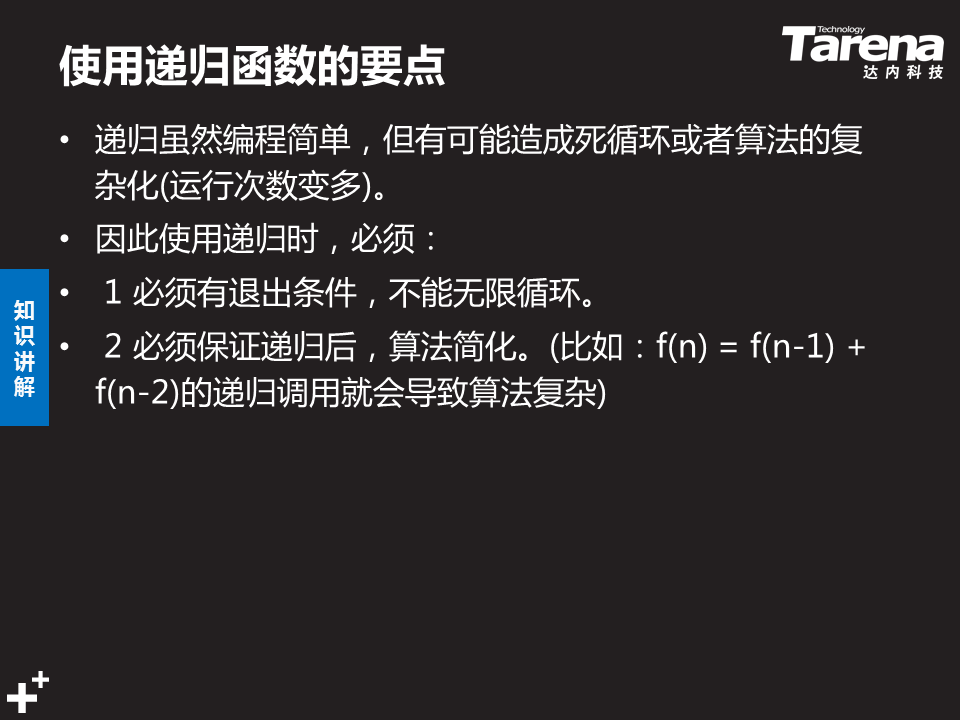 使用递归函数的要点
Technology
Tarena
达内科技
• 递归虽然编程简单，但有可能造成死循环或者算法的复
杂化(运行次数变多)。
• 因此使用递归时，必须：
• 1 必须有退出条件，不能无限循环。
• 2 必须保证递归后，算法简化。(比如：f(n) = f(n-1) +
f(n-2)的递归调用就会导致算法复杂)
知
识
讲
解